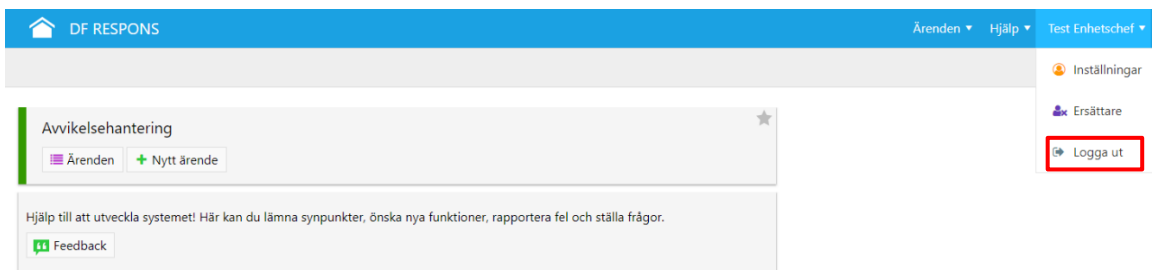 DF RESPONS
Ärenden Hjälp Test Enhetschef
Inställningar
Ersättare
Logga ut
Avvikelsehantering
Ärenden Nytt ärende
Hjälp till att utveckla systemet! Här kan du lämna synpunkter, önska nya funktioner, rapportera fel och ställa frågor.
Feedback